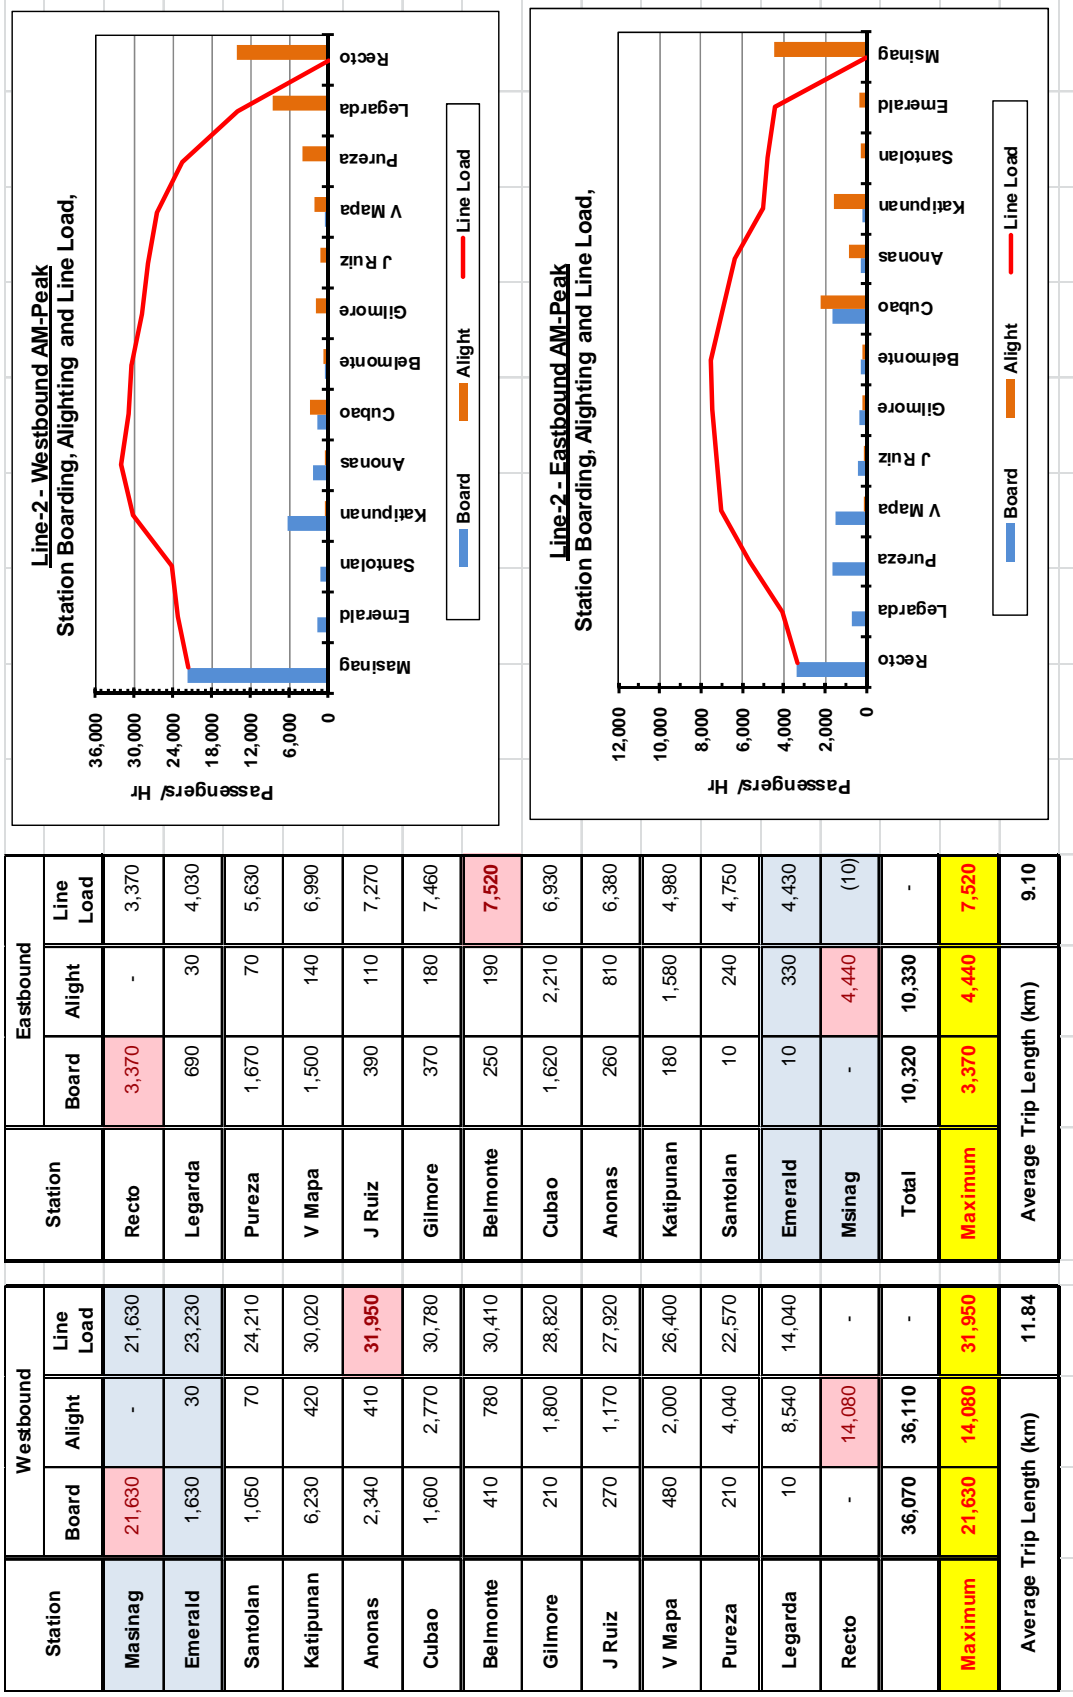 Station Westbound
Board Alight Line Load
Masinag 21,630 - 21,630
Emerald 1,630 30 23,230
Santolan 1,050 70 24,210
Katipunan 6,230 420 30,020
Anonas 2,340 410 31,950
Cubao 1,600 2,770 30,780
Belmonte 410 780 30,410
Gilmore 210 1,800 28,820
J Ruiz 270 1,170 27,920
V Mapa 480 2,000 26,400
Pureza 210 4,040 22,570
Legarda 10 8,540 14,040
Recto - 14,080 -
36,070 36,110 -
Maximum 21,630 14,080 31,950
Average Trip Length (km) 11.84
Station Eastbound
Board Alight Line Load
Recto 3,370 - 3,370
Legarda 690 30 4,030
Pureza 1,670 70 5,630
V Mapa 1,500 140 6,990
J Ruiz 390 110 7,270
Gilmore 370 180 7,460
Belmonte 250 190 7,520
Cubao 1,620 2,210 6,930
Anonas 260 810 6,380
Katipunan 180 1,580 4,980
Santolan 10 240 4,750
Emerald 10 330 4,430
Msinag - 4,440 (10)
Total 10,320 10,330 -
Maximum 3,370 4,440 7,520
Average Trip Length (km) 9.10
Line-2 - Westbound AM-Peak
Station Boarding, Alighting and Line Load,
Passengers/ Hr
36,000
30,000
24,000
18,000
12,000
6,000
0
Masinag
Emerald
Santolan
Katipunan
Anonas
Cubao
Belmonte
Gilmore
J Ruiz
V Mapa
Pureza
Legarda
Recto
Board Alight Line Load
Line-2 - Eastbound AM-Peak
Station Boarding, Alighting and Line Load,
Passengers/ Hr
12,000
10,000
8,000
6,000
4,000
2,000
0
Recto
Legarda
Pureza
V Mapa
J Ruiz
Gilmore
Belmonte
Cubao
Anonas
Katipunan
Santolan
Emerald
Msinag
Board Alight Line Load